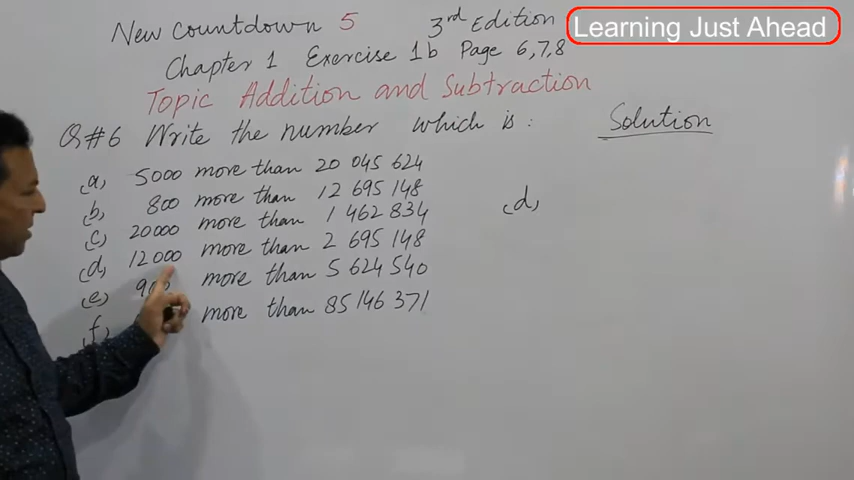 New Countdown 5 3rd Edition
Learning Just Ahead
Chapter 1 Exercise 1b Page 6,7,8
Topic Addition and Subtraction
Q#6 Write the number which is : Solution
(a) 5000 more than 20 045 624
(b) 800 more than 12 695 148
(c) 20000 more than 1 462 834
(d) 12000 more than 2 695 148
(e) more than 5 624 540
(f) more than 85 146 371
(d)